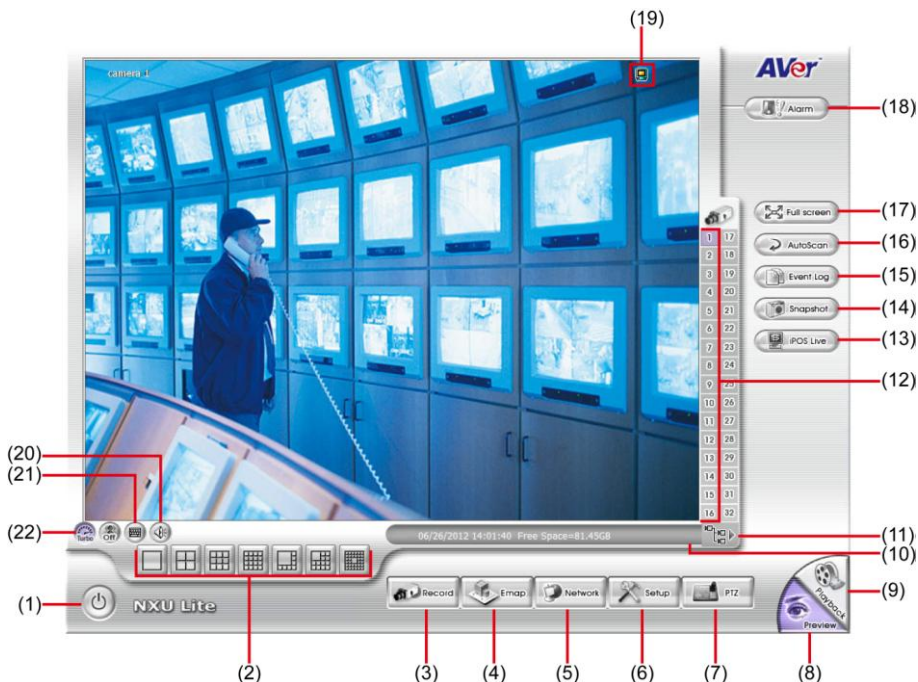 (19)
camera 1
AVer
Alarm
(18)
Full screen
(17)
AutoScan
(16)
Event Log
(15)
Snapshot
(14)
iPOS Live
(13)
1 17
2 18
3 19
4 20
5 21
6 22
7 23
8 24
9 25
10 26
11 27
12 28
13 29
14 30
15 31
16 32
(12)
(20)
(21)
(22)
Turbo
Off
06/26/2012 14:01:40 Free Space=81.45GB
(11)
(10)
(1)
NXU Lite
Record
Emap
Network
Setup
PTZ
Playback
(9)
Preview
(2)
(3)
(4)
(5)
(6)
(7)
(8)